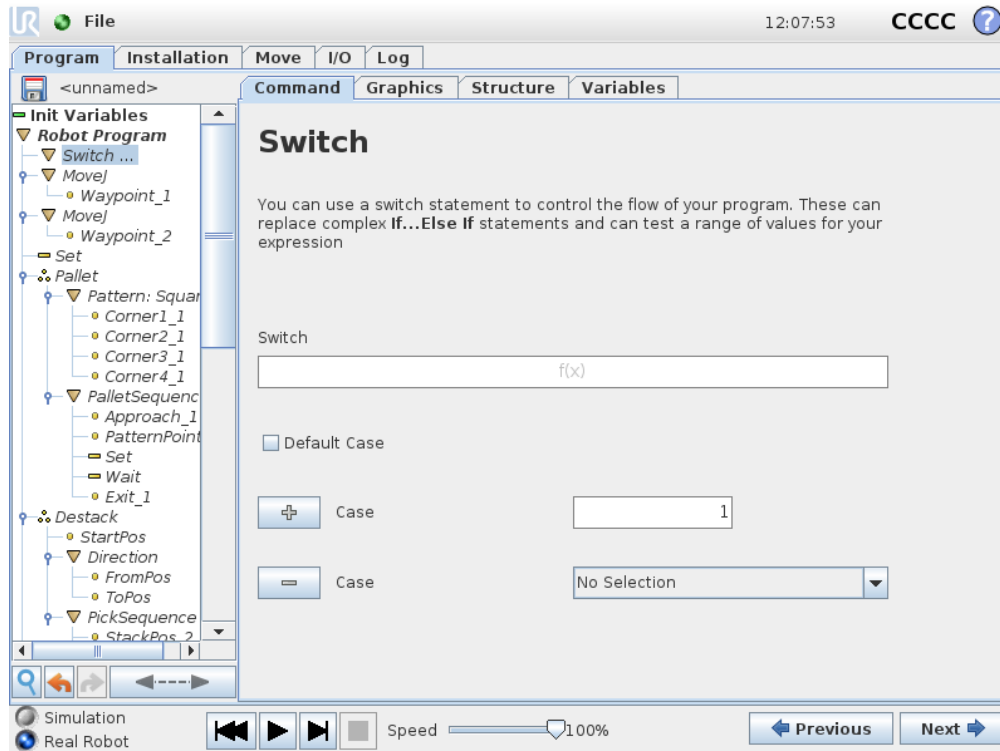 UR File 12:07:53 CCCC ?
Program Installation Move I/O Log
<unnamed> Command Graphics Structure Variables
Init Variables
Robot Program
Switch ...
MoveJ
Waypoint_1
MoveJ
Waypoint_2
Set
Pallet
Pattern: Squar
Corner1_1
Corner2_1
Corner3_1
Corner4_1
PalletSequenc
Approach_1
PatternPoint
Set
Wait
Exit_1
Destack
StartPos
Direction
FromPos
ToPos
PickSequence
StackPos_2
Switch
You can use a switch statement to control the flow of your program. These can
replace complex If...Else If statements and can test a range of values for your
expression
Switch
f(x)
Default Case
Case 1
Case No Selection
Simulation
Real Robot
Speed 100%
Previous Next